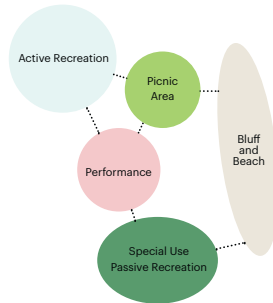 Active Recreation
Picnic
Area
Bluff
and
Beach
Performance
Special Use
Passive Recreation